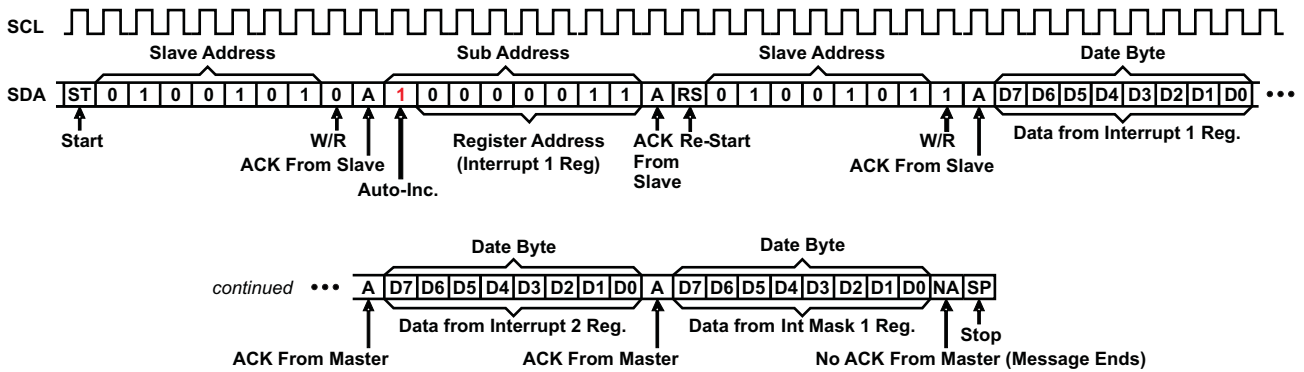 SCL
Slave Address Sub Address Slave Address Date Byte
SDA ST 0 1 0 0 1 0 1 0 A 1 0 0 0 0 0 1 1 A RS 0 1 0 0 1 0 1 1 A D7 D6 D5 D4 D3 D2 D1 D0 •••
Start W/R Register Address ACK Re-Start W/R Data from Interrupt 1 Reg.
ACK From Slave (Interrupt 1 Reg) From ACK From Slave
Auto-Inc. Slave
Date Byte Date Byte
continued ••• A D7 D6 D5 D4 D3 D2 D1 D0 A D7 D6 D5 D4 D3 D2 D1 D0 NA SP
Data from Interrupt 2 Reg. Data from Int Mask 1 Reg. Stop
ACK From Master ACK From Master No ACK From Master (Message Ends)